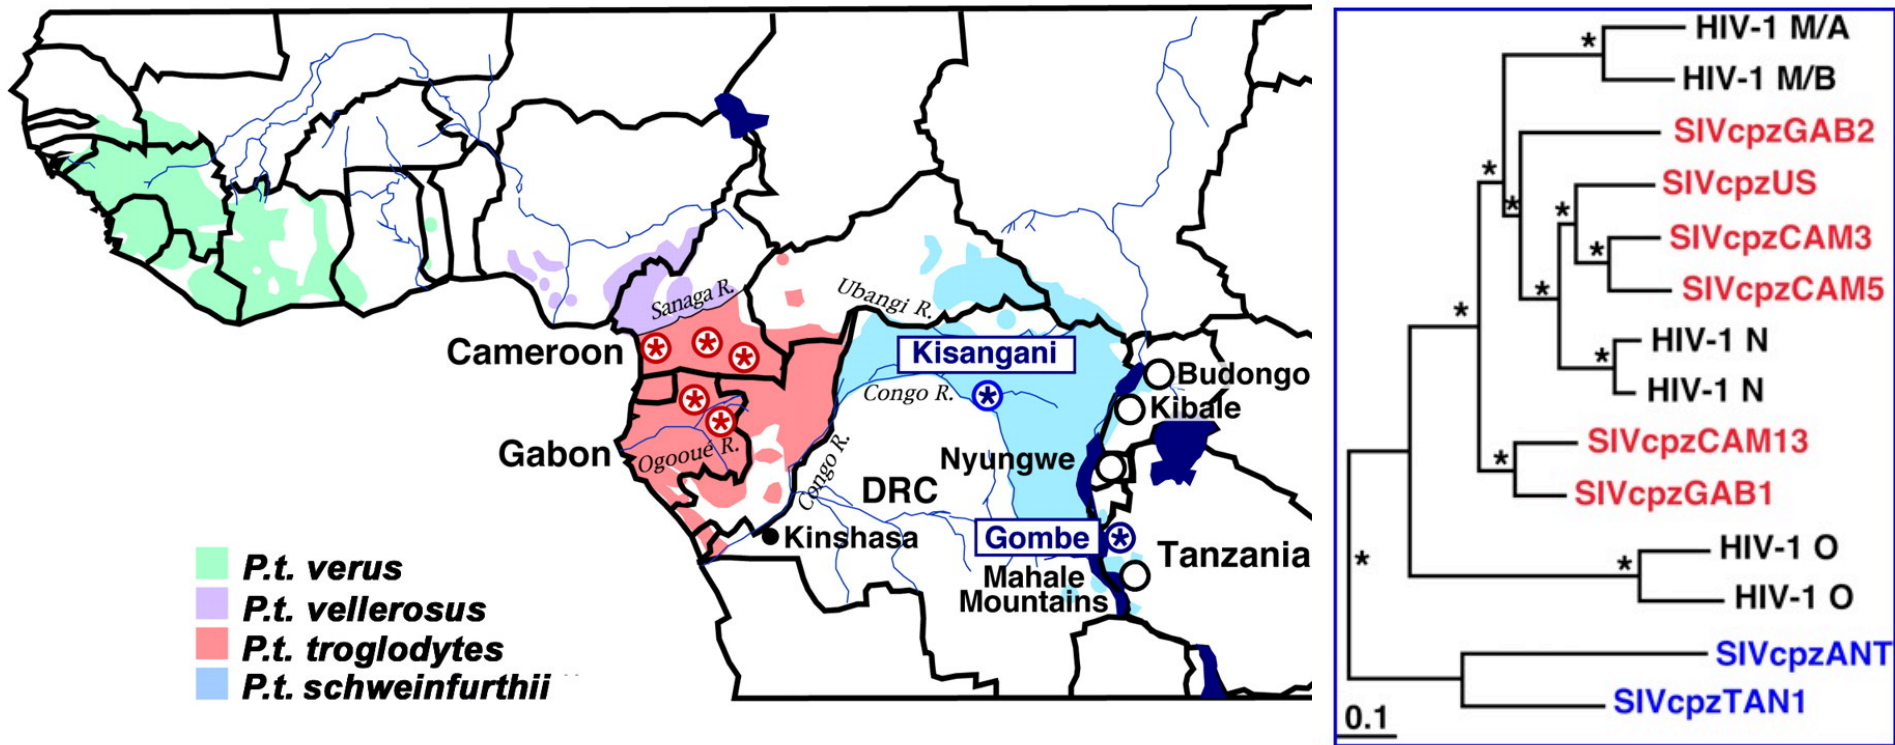 Sanaga R.
Ubangi R.
Cameroon
Kisangani
Budongo
Congo R.
Kibale
Gabon
Ogooué R.
Congo R.
Nyungwe
DRC
Kinshasa
Gombe
Tanzania
Mahale
Mountains
P.t. verus
P.t. vellerosus
P.t. troglodytes
P.t. schweinfurthii
HIV-1 M/A
HIV-1 M/B
SIVcpzGAB2
SIVcpzUS
SIVcpzCAM3
SIVcpzCAM5
HIV-1 N
HIV-1 N
SIVcpzCAM13
SIVcpzGAB1
HIV-1 O
HIV-1 O
SIVcpzANT
SIVcpzTAN1
0.1